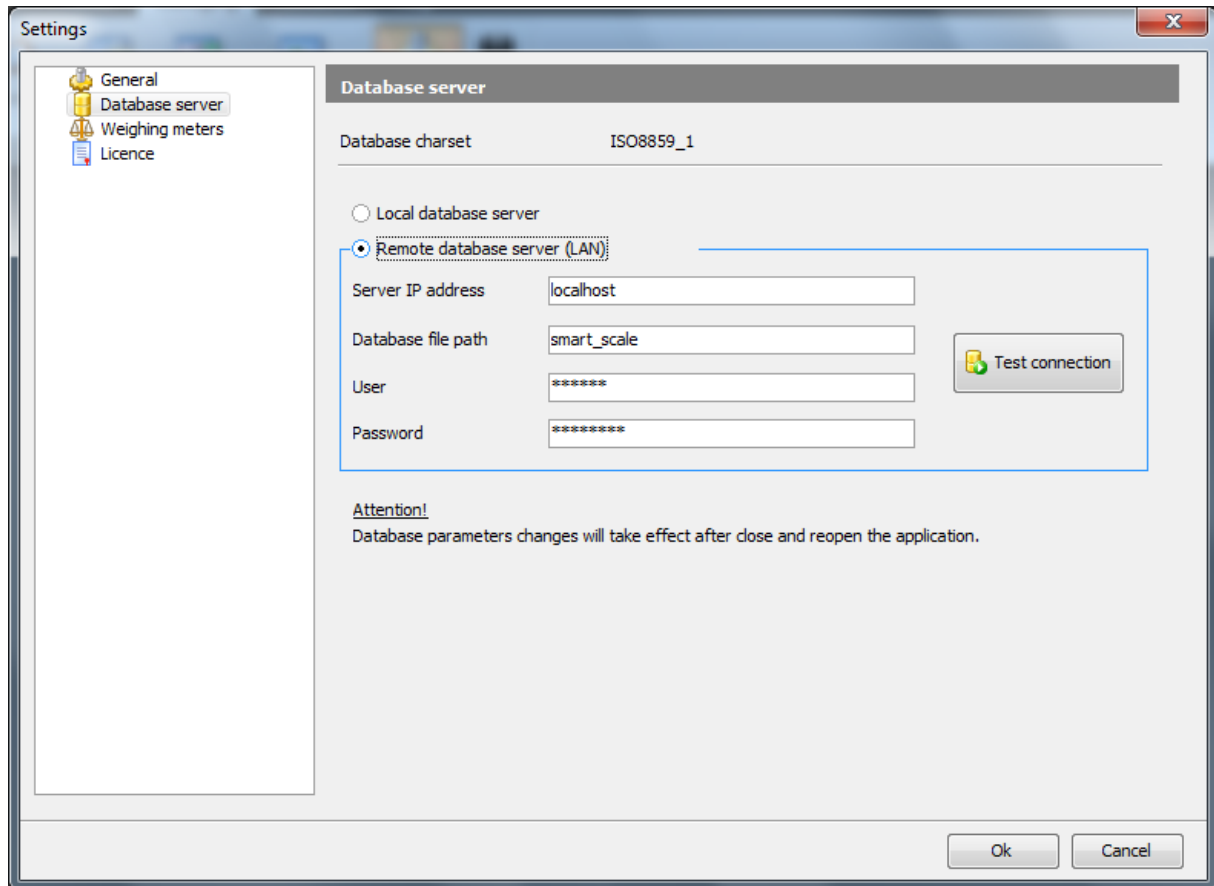 Settings
General
Database server
Weighing meters
Licence
Database server
Database charset ISO8859_1
Local database server
Remote database server (LAN)
Server IP address localhost
Database file path smart_scale
Test connection
User ******
Password ********
Attention!
Database parameters changes will take effect after close and reopen the application.
Ok Cancel